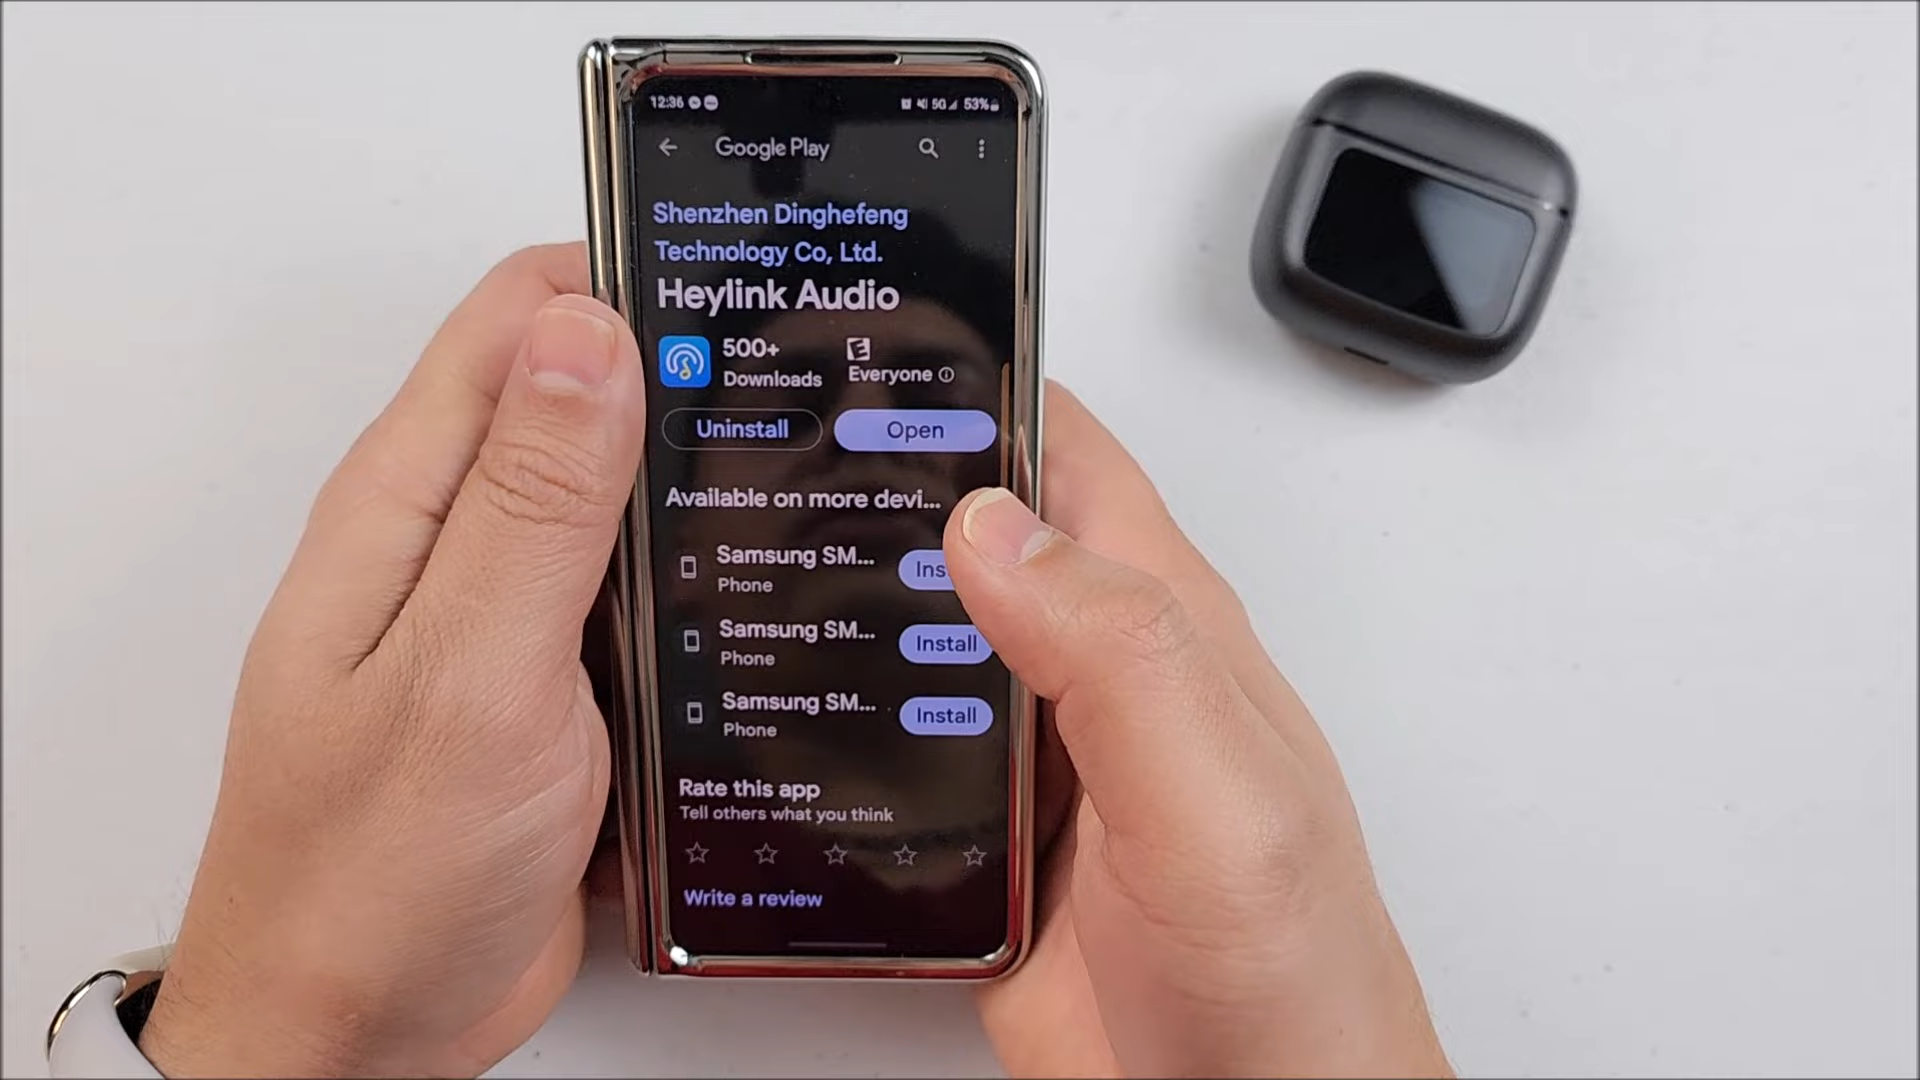 12:36
5G 53%
Google Play
Shenzhen Dinghefeng
Technology Co, Ltd.
Heylink Audio
500+
Downloads
E
Everyone
Uninstall
Open
Available on more devi...
Samsung SM...
Phone
Ins
Samsung SM...
Phone
Install
Samsung SM...
Phone
Install
Rate this app
Tell others what you think
Write a review